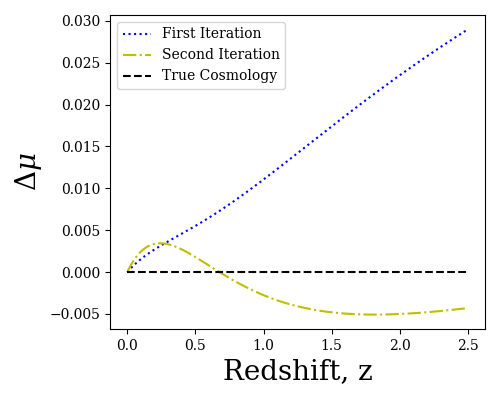 0.030
0.025
0.020
0.015
0.010
0.005
0.000
−0.005
Δμ
First Iteration
Second Iteration
True Cosmology
0.0 0.5 1.0 1.5 2.0 2.5
Redshift, z